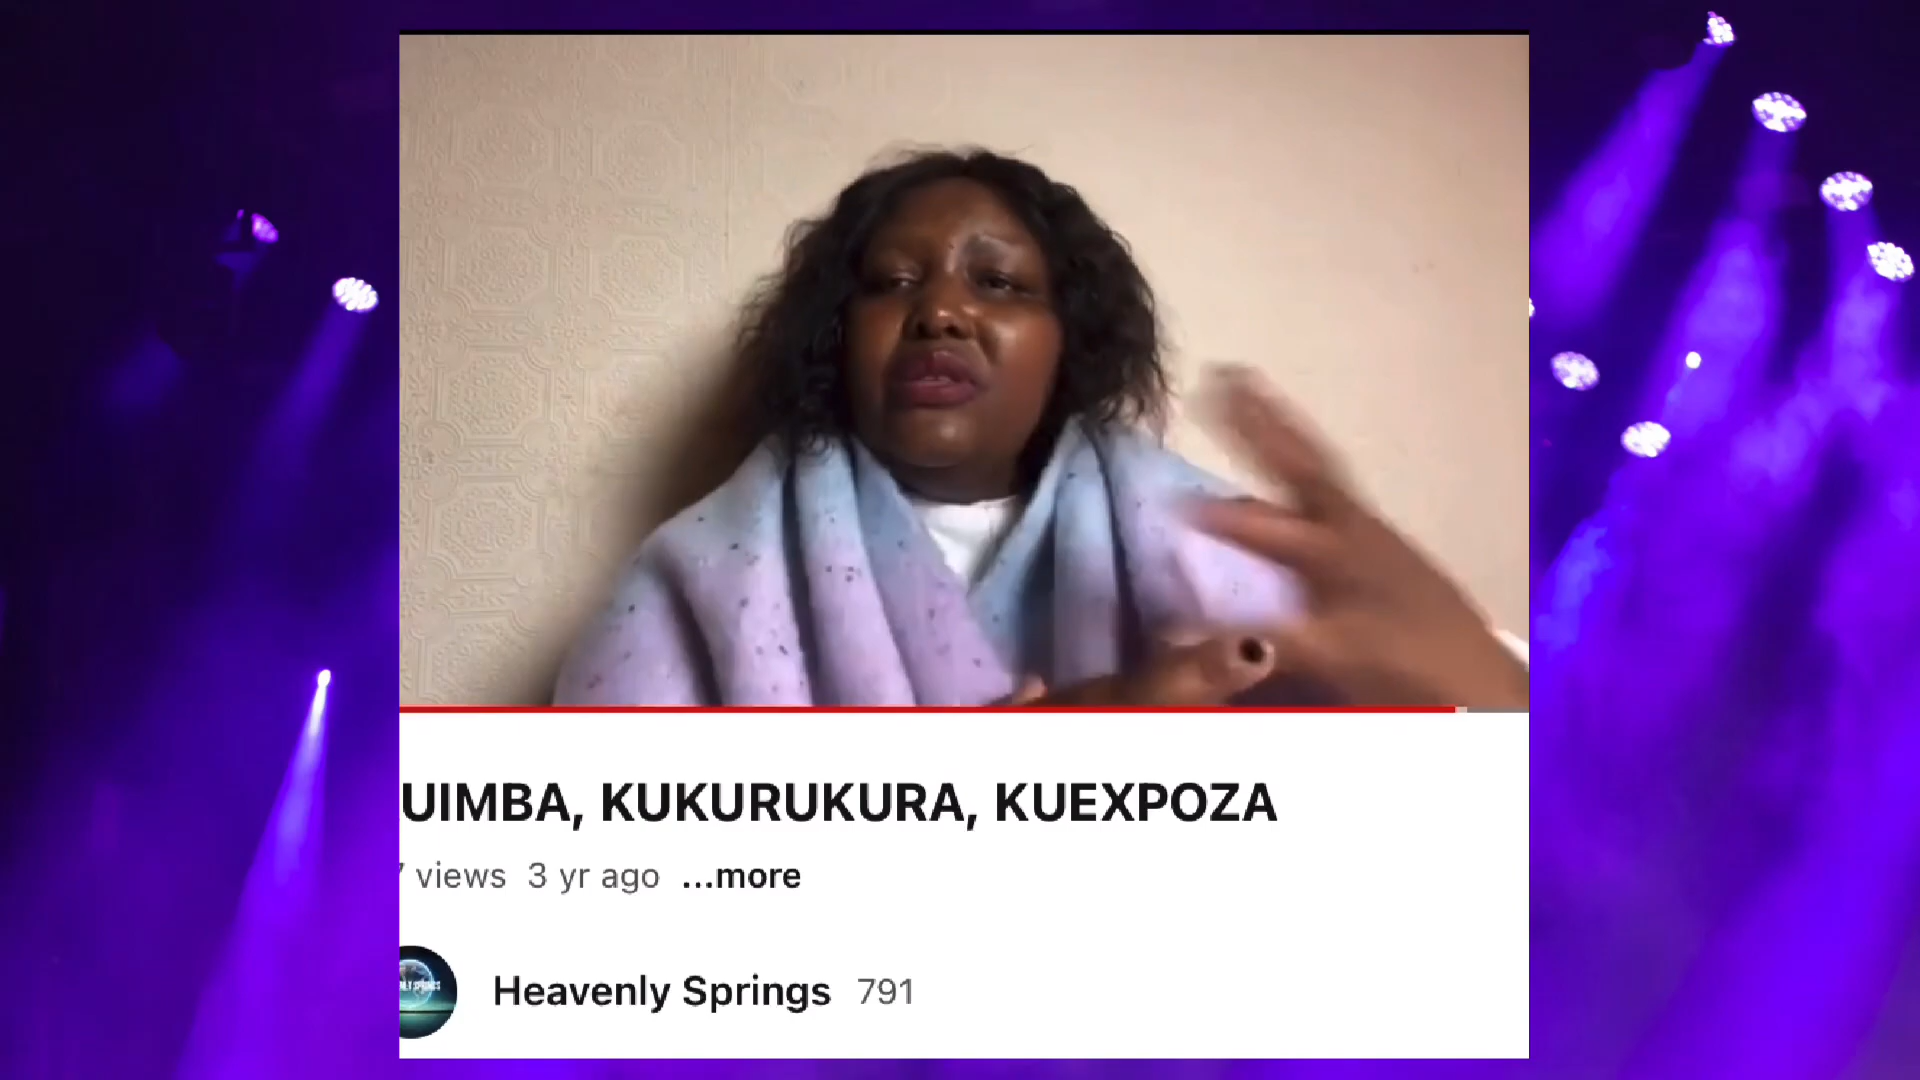 UIMBA, KUKURUKURA, KUEXPOZA
views 3 yr ago ...more
Heavenly Springs 791